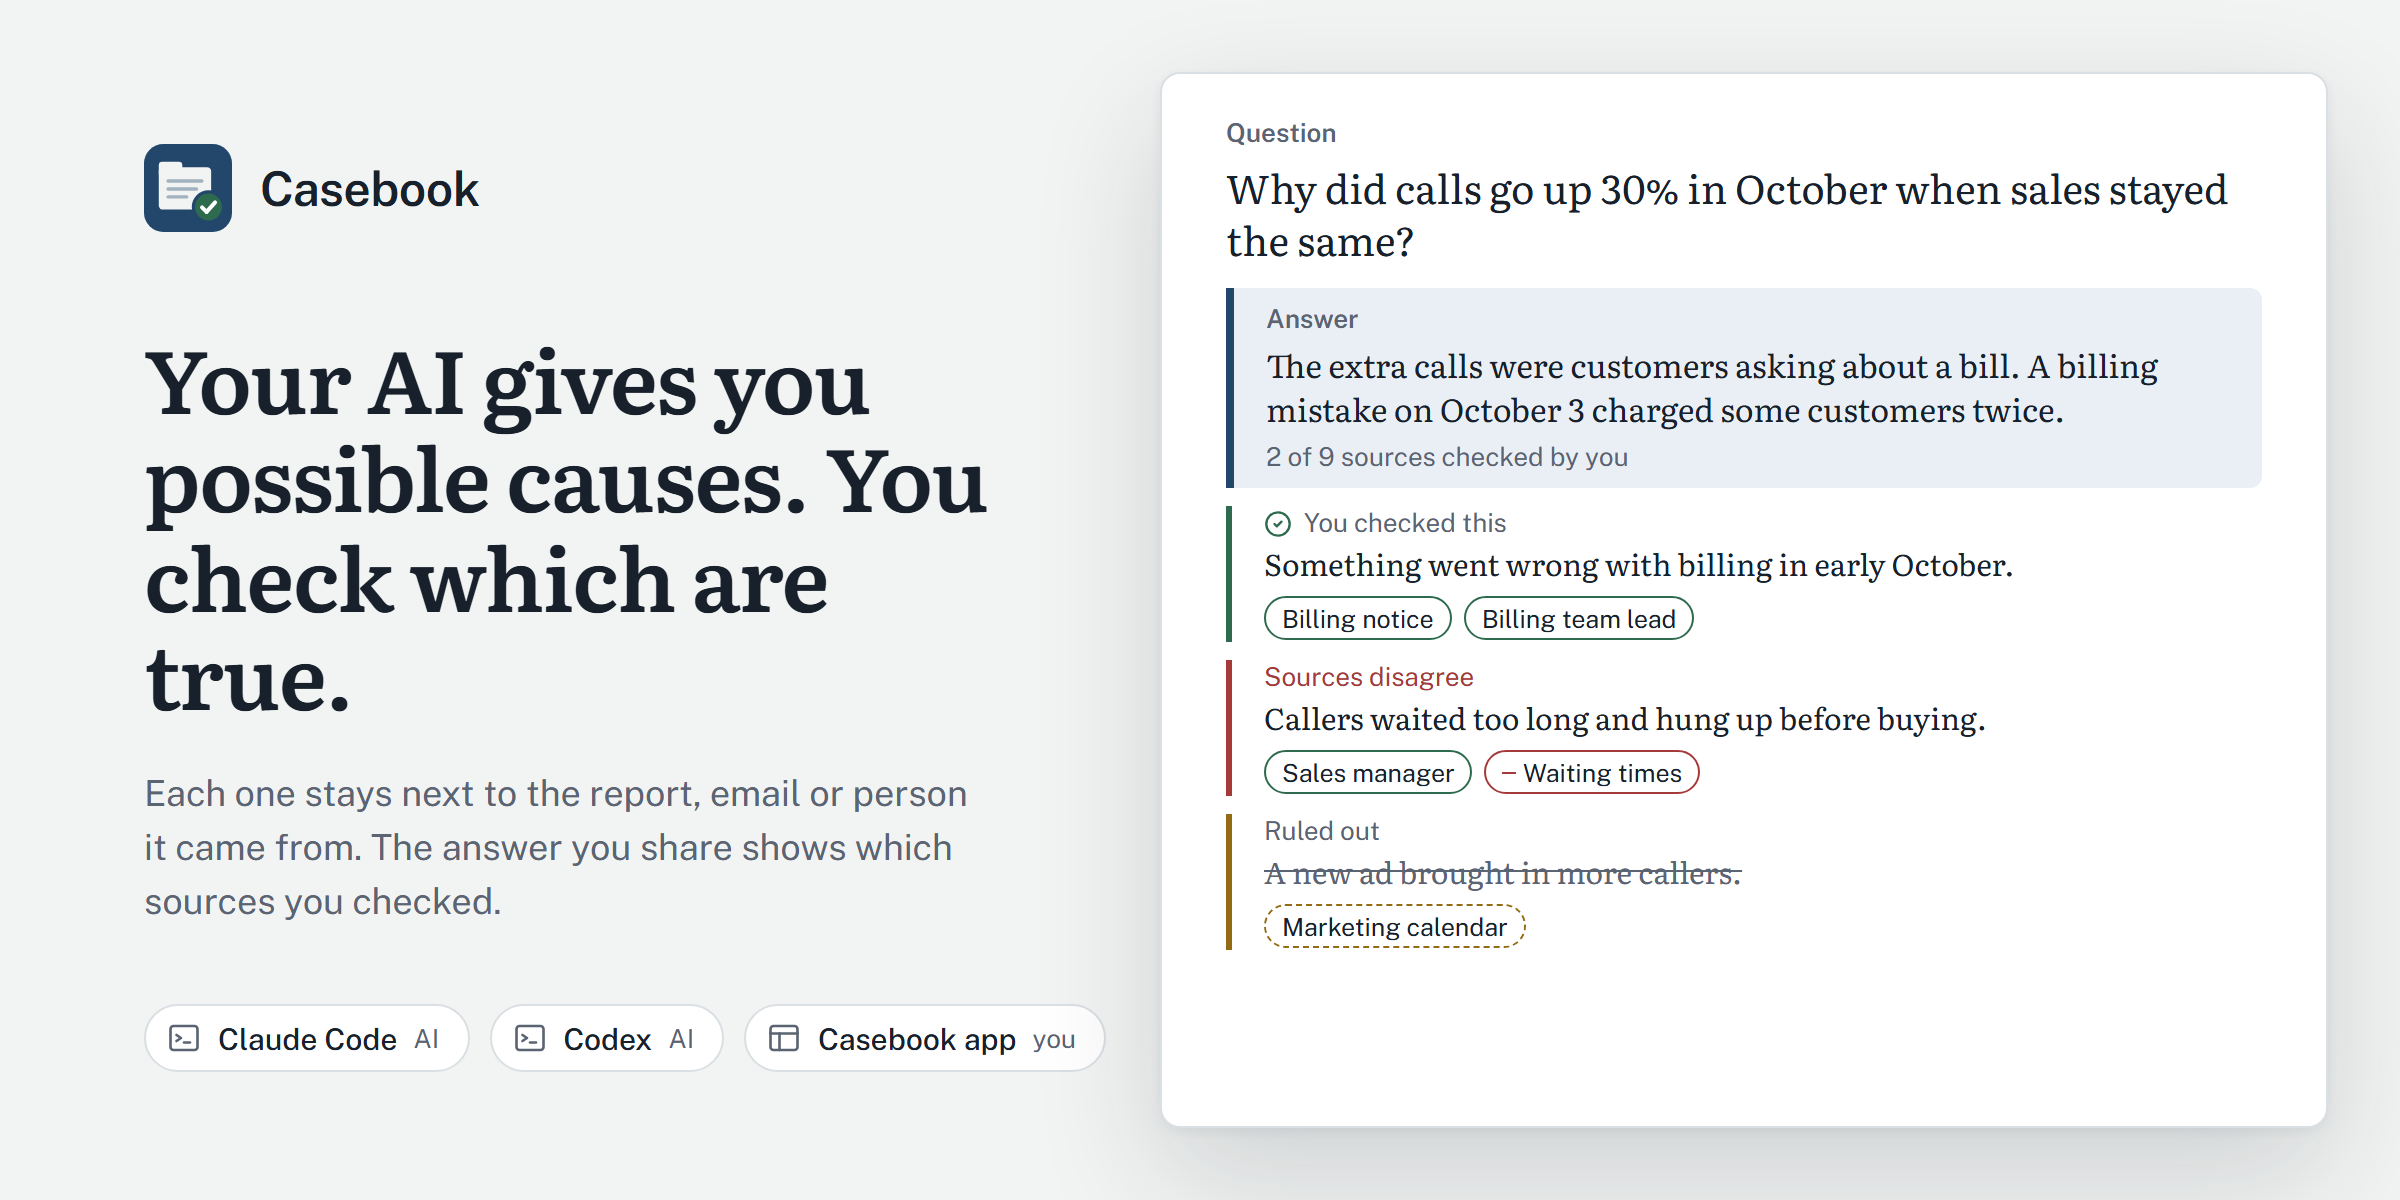 Casebook
Your AI gives you
possible causes. You
check which are
true.
Each one stays next to the report, email or person
it came from. The answer you share shows which
sources you checked.
Claude Code AI
Codex AI
Casebook app you
Question
Why did calls go up 30% in October when sales stayed
the same?
Answer
The extra calls were customers asking about a bill. A billing
mistake on October 3 charged some customers twice.
2 of 9 sources checked by you
You checked this
Something went wrong with billing in early October.
Billing notice
Billing team lead
Sources disagree
Callers waited too long and hung up before buying.
Sales manager
– Waiting times
Ruled out
A new ad brought in more callers.
Marketing calendar